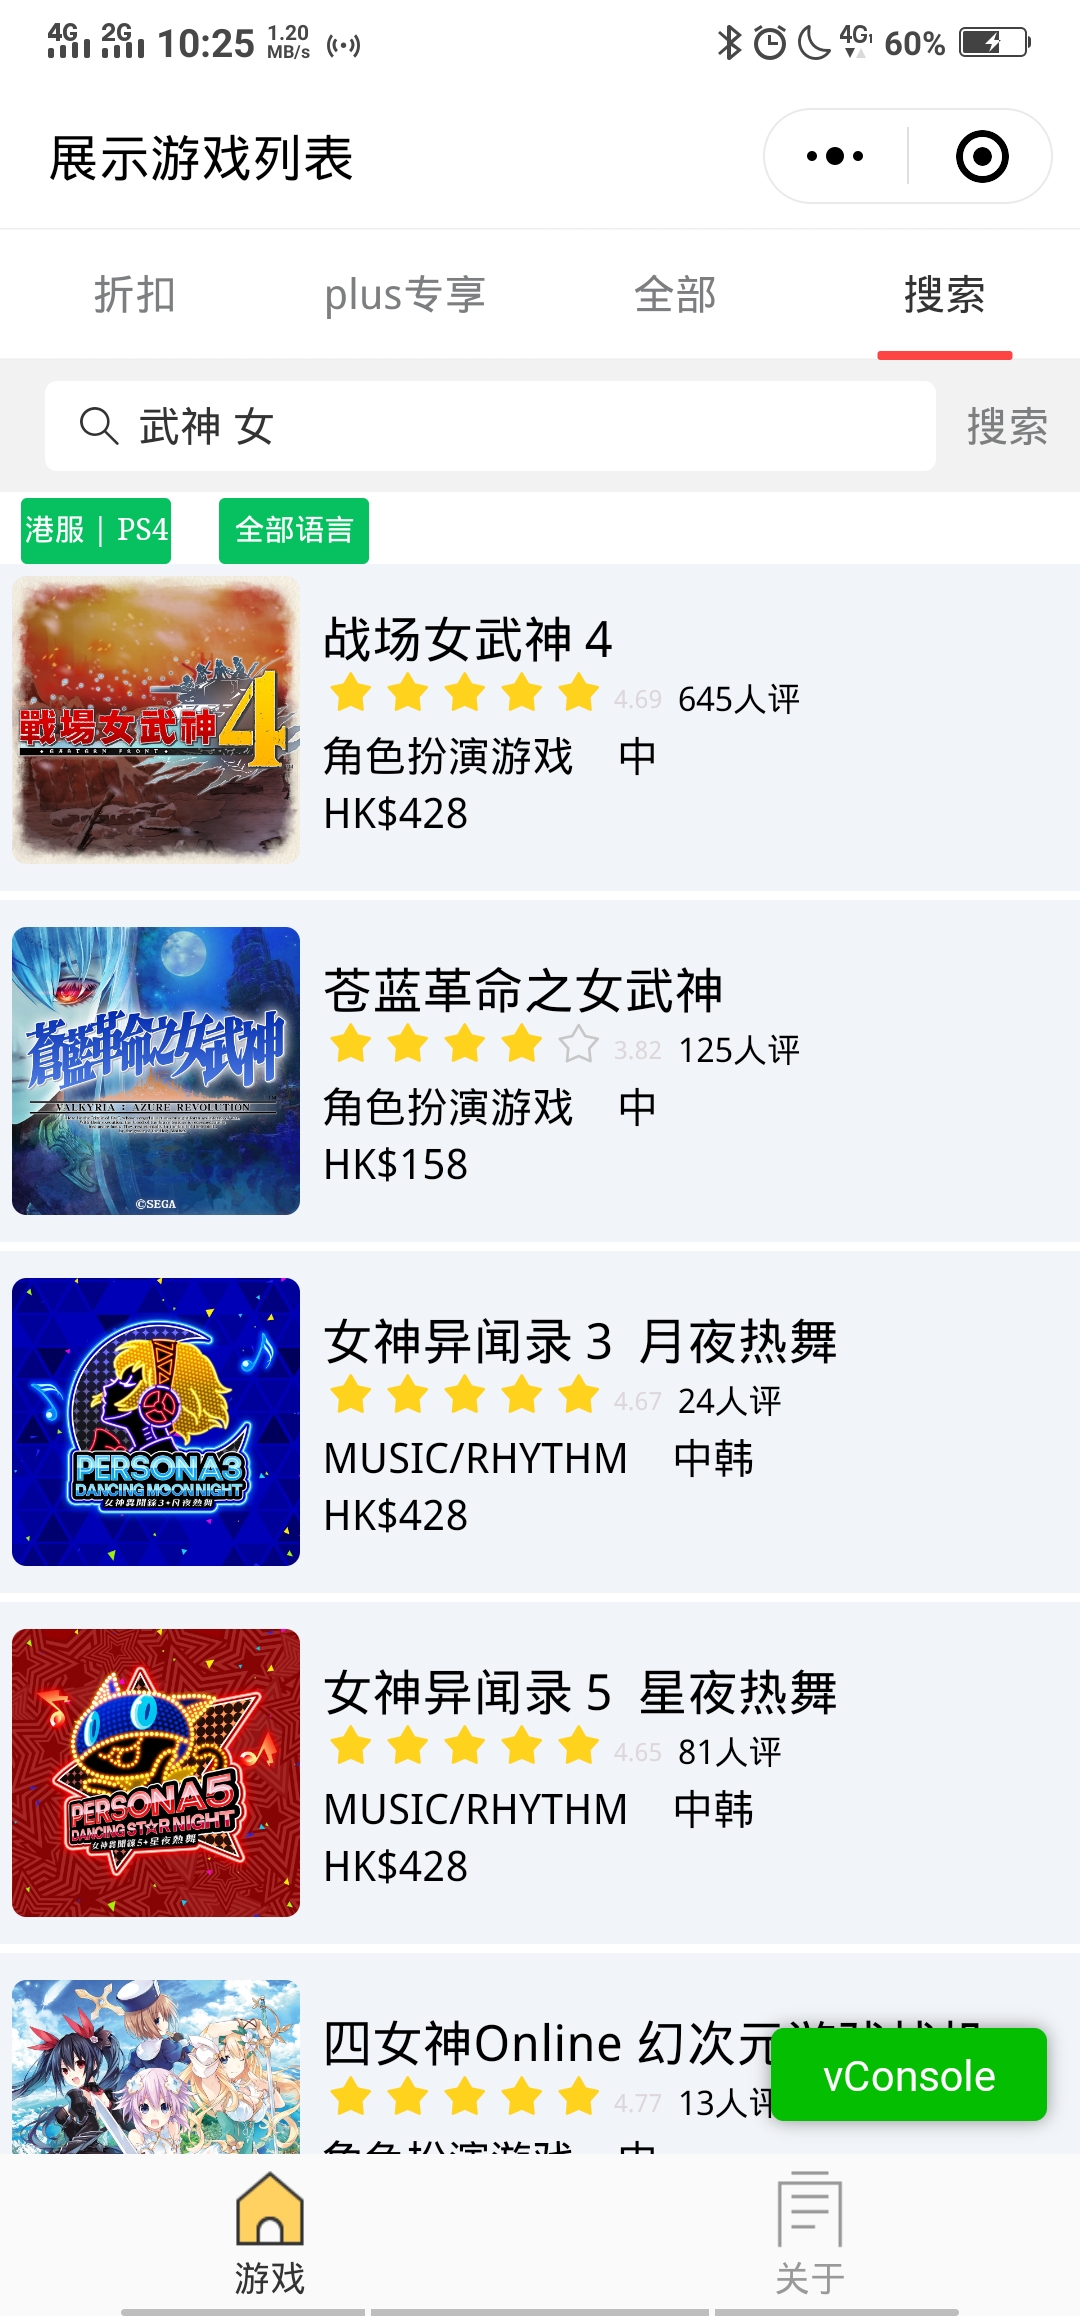 4G 2G 10:25 1.20 MB/s 4G 60%
展示游戏列表
折扣 plus专享 全部 搜索
武神 女 搜索
港服 | PS4 全部语言
戰場女武神4
EASTERN FRONT
战场女武神 4
4.69 645人评
角色扮演游戏 中
HK$428
蒼藍革命之女武神
VALKYRIA : AZURE REVOLUTION
©SEGA
苍蓝革命之女武神
3.82 125人评
角色扮演游戏 中
HK$158
PERSONA3
DANCING MOON NIGHT
女神異聞錄3·月夜熱舞
女神异闻录 3 月夜热舞
4.67 24人评
MUSIC/RHYTHM 中韩
HK$428
PERSONA5
DANCING ST☆R NIGHT
女神異聞錄5·星夜熱舞
女神异闻录 5 星夜热舞
4.65 81人评
MUSIC/RHYTHM 中韩
HK$428
四女神Online 幻次元
4.77 13人评
vConsole
角色扮演游戏 中
游戏 关于